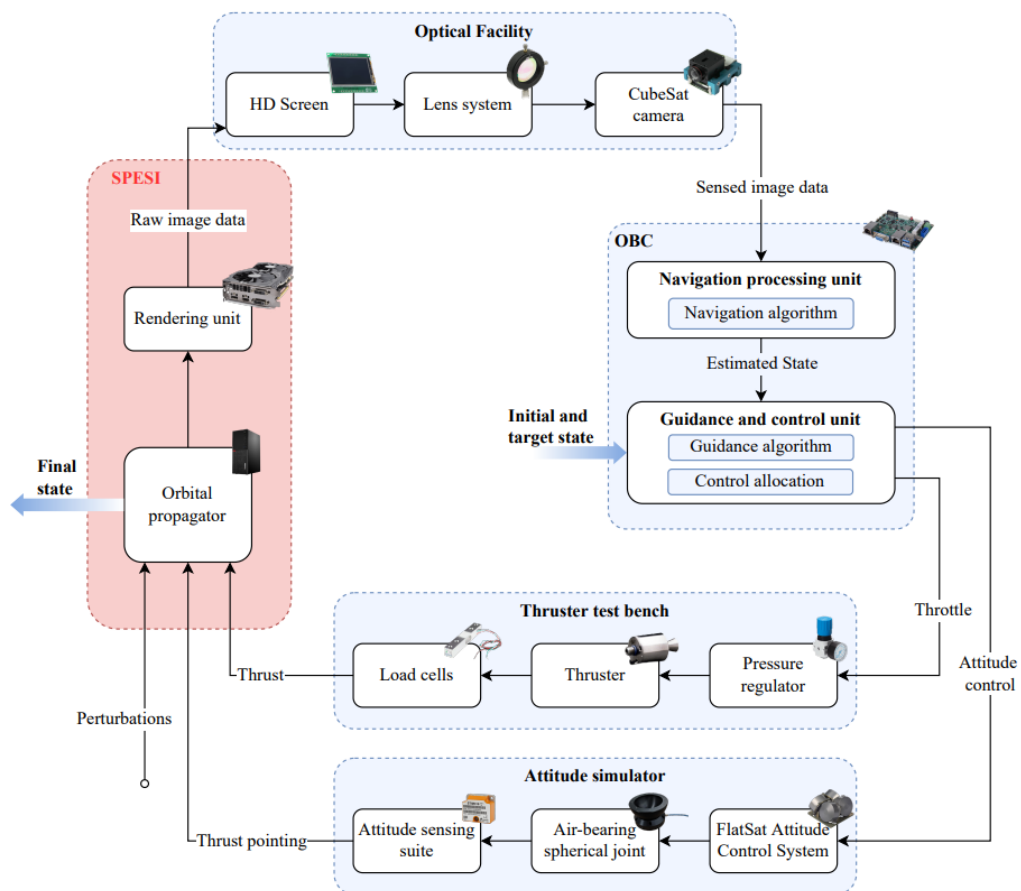 Optical Facility
HD Screen
Lens system
CubeSat
camera
SPESI
Raw image data
Sensed image data
OBC
Navigation processing unit
Navigation algorithm
Rendering unit
Estimated State
Initial and
target state
Guidance and control unit
Guidance algorithm
Control allocation
Final
state
Orbital
propagator
Thruster test bench
Throttle
Load cells
Thruster
Pressure
regulator
Thrust
Attitude
control
Perturbations
Attitude simulator
Attitude sensing
suite
Air-bearing
spherical joint
FlatSat Attitude
Control System
Thrust pointing